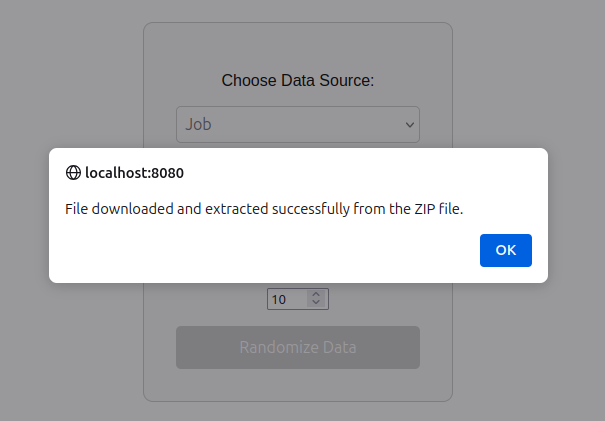 Choose Data Source:
Job
localhost:8080
File downloaded and extracted successfully from the ZIP file.
OK
10
Randomize Data